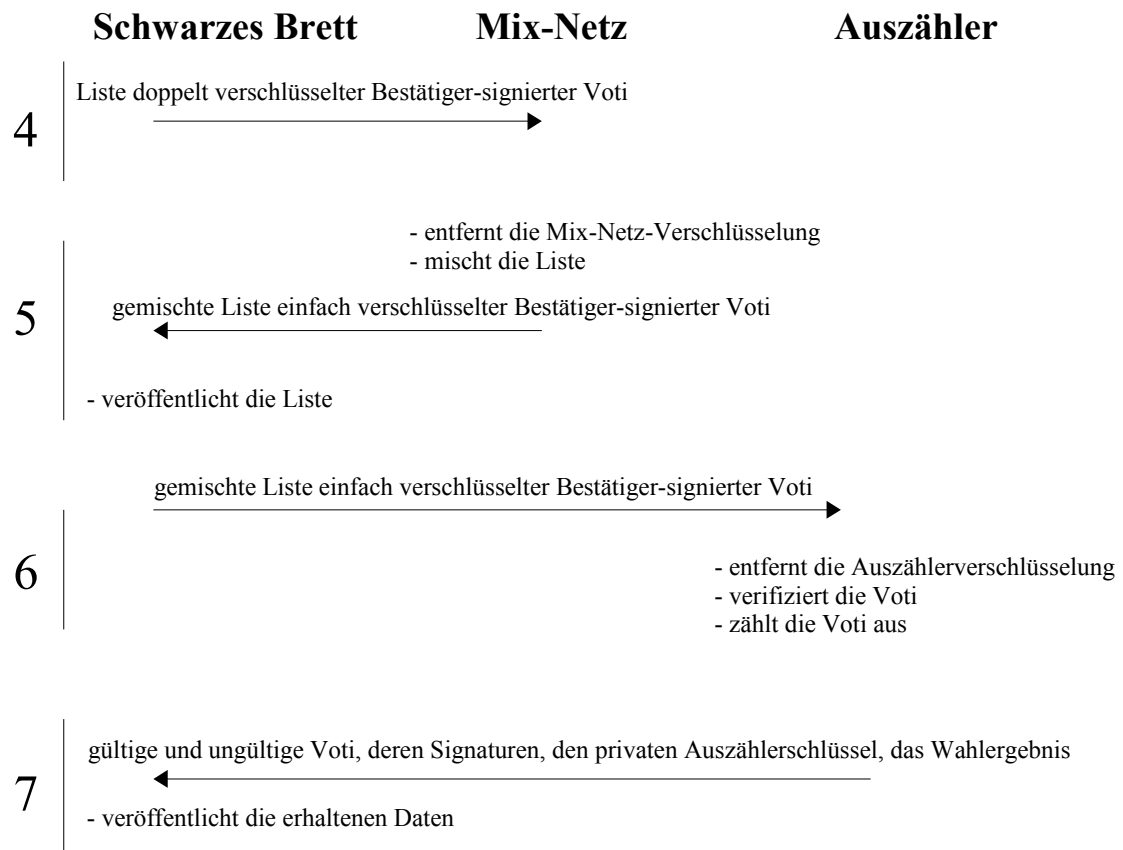 Schwarzes Brett Mix-Netz Auszähler
Liste doppelt verschlüsselter Bestätiger-signierter Voti
4
- entfernt die Mix-Netz-Verschlüsselung
- mischt die Liste
gemischte Liste einfach verschlüsselter Bestätiger-signierter Voti
5
- veröffentlicht die Liste
gemischte Liste einfach verschlüsselter Bestätiger-signierter Voti
6
- entfernt die Auszählerverschlüsselung
- verifiziert die Voti
- zählt die Voti aus
gültige und ungültige Voti, deren Signaturen, den privaten Auszählerschlüssel, das Wahlergebnis
7
- veröffentlicht die erhaltenen Daten